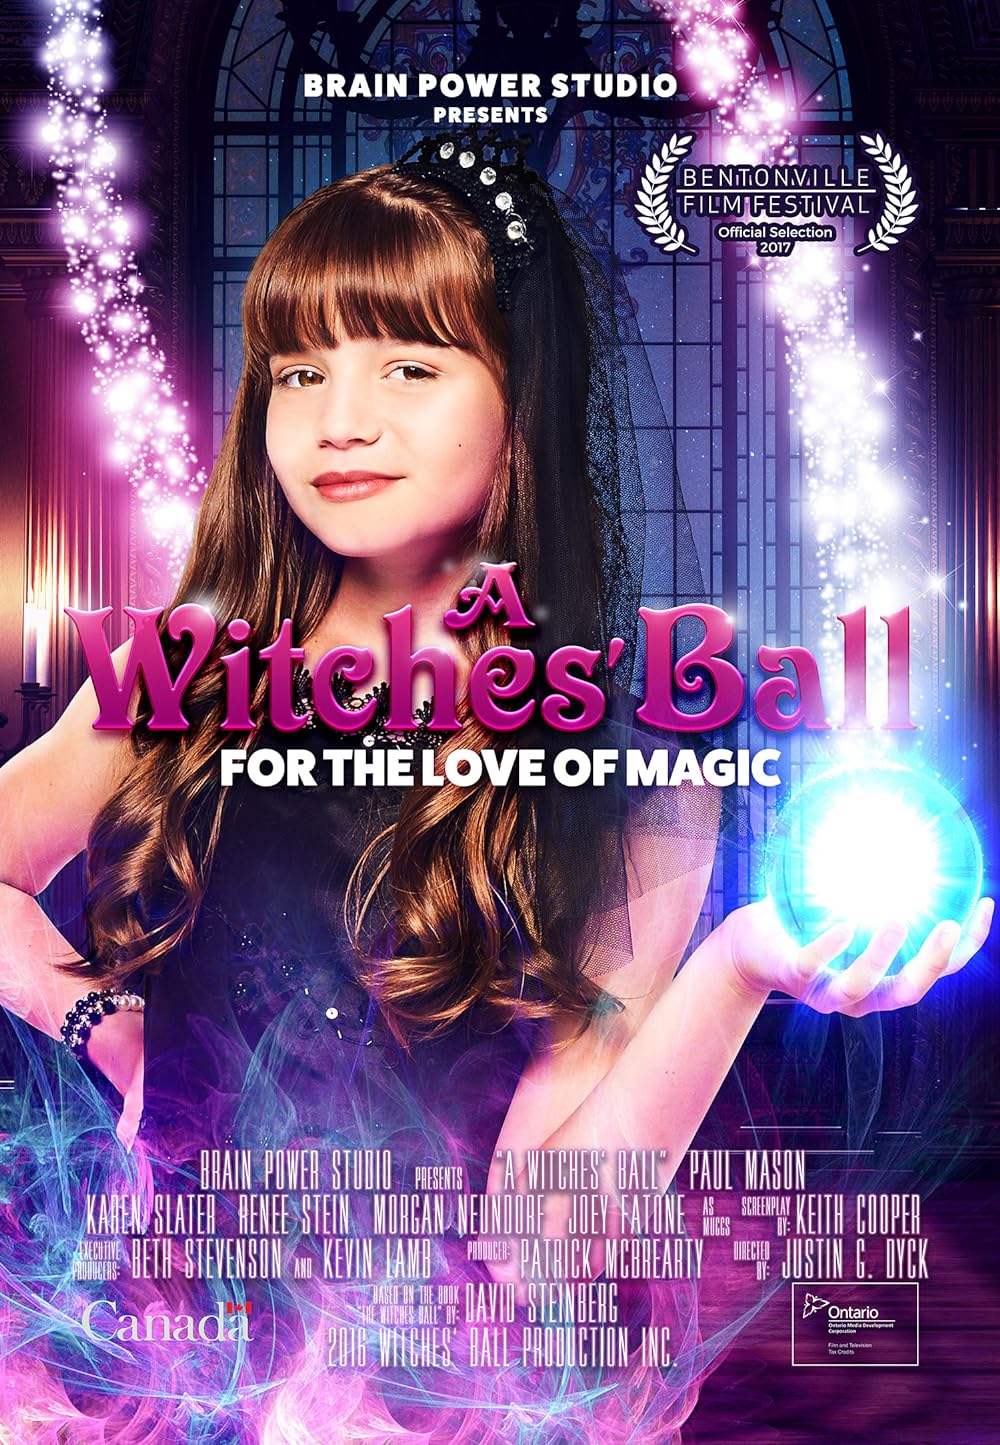 BRAIN POWER STUDIO
PRESENTS
BENTONVILLE
FILM FESTIVAL
Official Selection
2017
A
Witches' Ball
FOR THE LOVE OF MAGIC
BRAIN POWER STUDIO PRESENTS "A WITCHES' BALL" PAUL MASON
KAREN SLATER RENEE STEIN MORGAN NEUNDORF JOEY FATONE AS MUGGS SCREENPLAY BY: KEITH COOPER
EXECUTIVE PRODUCERS: BETH STEVENSON AND KEVIN LAMB PRODUCER: PATRICK MCBREARTY DIRECTED BY: JUSTIN G. DYCK
BASED ON THE BOOK "THE WITCHES BALL" BY: DAVID STEINBERG
2016 WITCHES' BALL PRODUCTION INC.
Canada
Ontario
Ontario Media Development
Corporation
Film and Television
Tax Credits